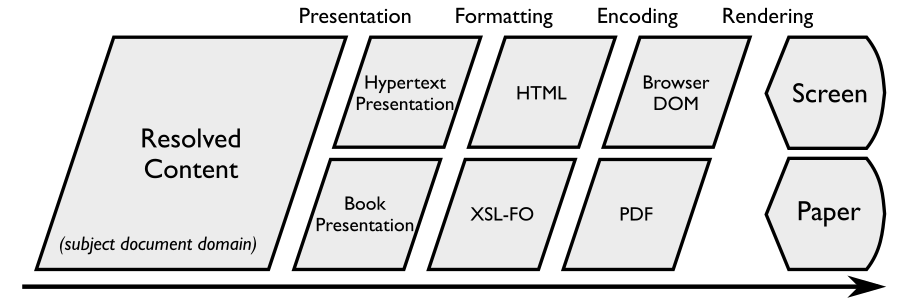 Presentation
Formatting
Encoding
Rendering
Resolved
Content
(subject document domain)
Hypertext
Presentation
HTML
Browser
DOM
Screen
Book
Presentation
XSL-FO
PDF
Paper